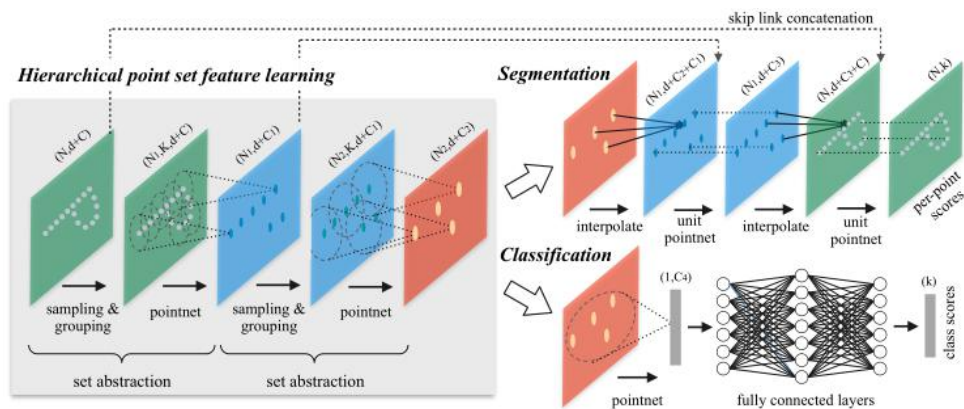 skip link concatenation
Hierarchical point set feature learning
(N,d+C)
(N1,K,d+C)
(N1,d+C1)
(N2,K,d+C1)
(N2,d+C2)
sampling &
grouping
pointnet
sampling &
grouping
pointnet
set abstraction
set abstraction
Segmentation
(N1,d+C2+C1)
(N1,d+C3)
(N,d+C3+C)
(N,k)
interpolate
unit
pointnet
interpolate
unit
pointnet
per-point
scores
Classification
(1,C4)
(k)
class scores
pointnet
fully connected layers